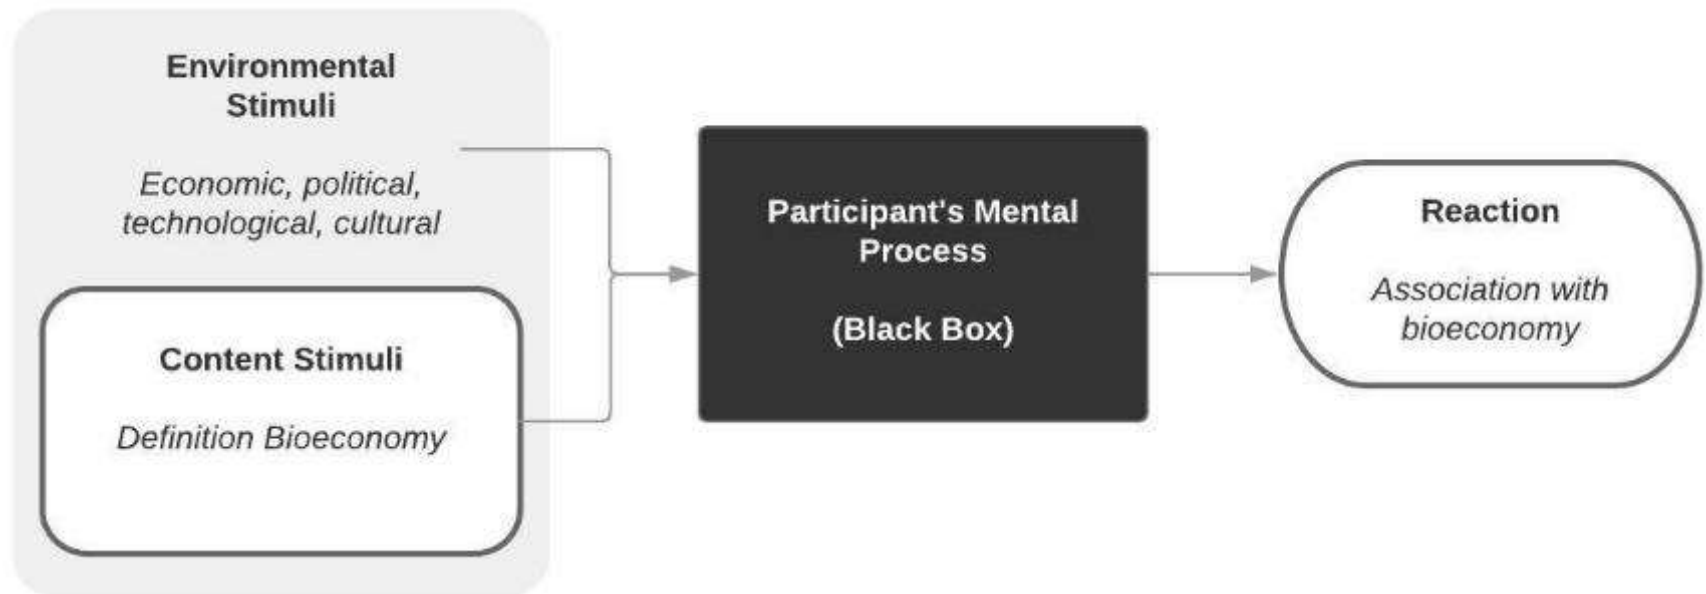 Environmental
Stimuli
Economic, political,
technological, cultural
Content Stimuli
Definition Bioeconomy
Participant's Mental
Process
(Black Box)
Reaction
Association with
bioeconomy